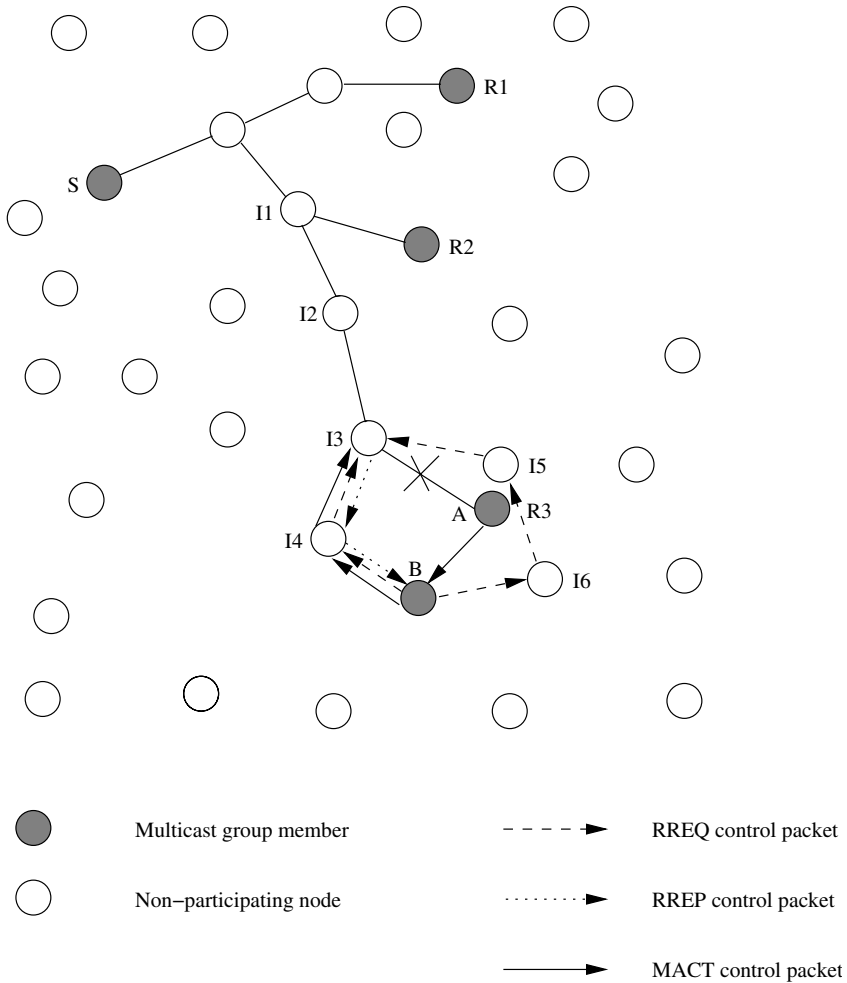 R1
S
I1
R2
I2
I3
I5
A
R3
I4
B
I6
Multicast group member
RREQ control packet
Non−participating node
RREP control packet
MACT control packet